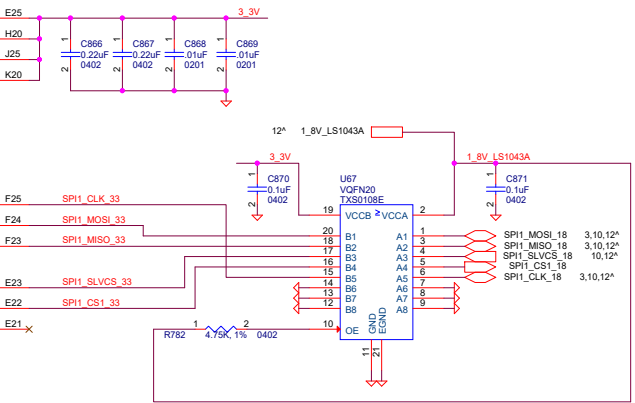 E25
3_3V
H20
J25
K20
1
2
C866
0.22uF
0402
1
2
C867
0.22uF
0402
1
2
C868
.01uF
0201
1
2
C869
.01uF
0201
12^ 1_8V_LS1043A
3_3V
1_8V_LS1043A
1
2
C870
0.1uF
0402
U67
VQFN20
TXS0108E
1
2
C871
0.1uF
0402
19 VCCB ≥ VCCA 2
F25 SPI1_CLK_33
F24 SPI1_MOSI_33
F23 SPI1_MISO_33
E23 SPI1_SLVCS_33
E22 SPI1_CS1_33
E21
20 B1 A1 1 SPI1_MOSI_18 3,10,12^
18 B2 A2 3 SPI1_MISO_18 3,10,12^
17 B3 A3 4 SPI1_SLVCS_18 10,12^
16 B4 A4 5 SPI1_CS1_18
15 B5 A5 6 SPI1_CLK_18 3,10,12^
14 B6 A6 7
13 B7 A7 8
12 B8 A8 9
1 2 10 OE
R782 4.75K, 1% 0402
GND
EGND
11
21